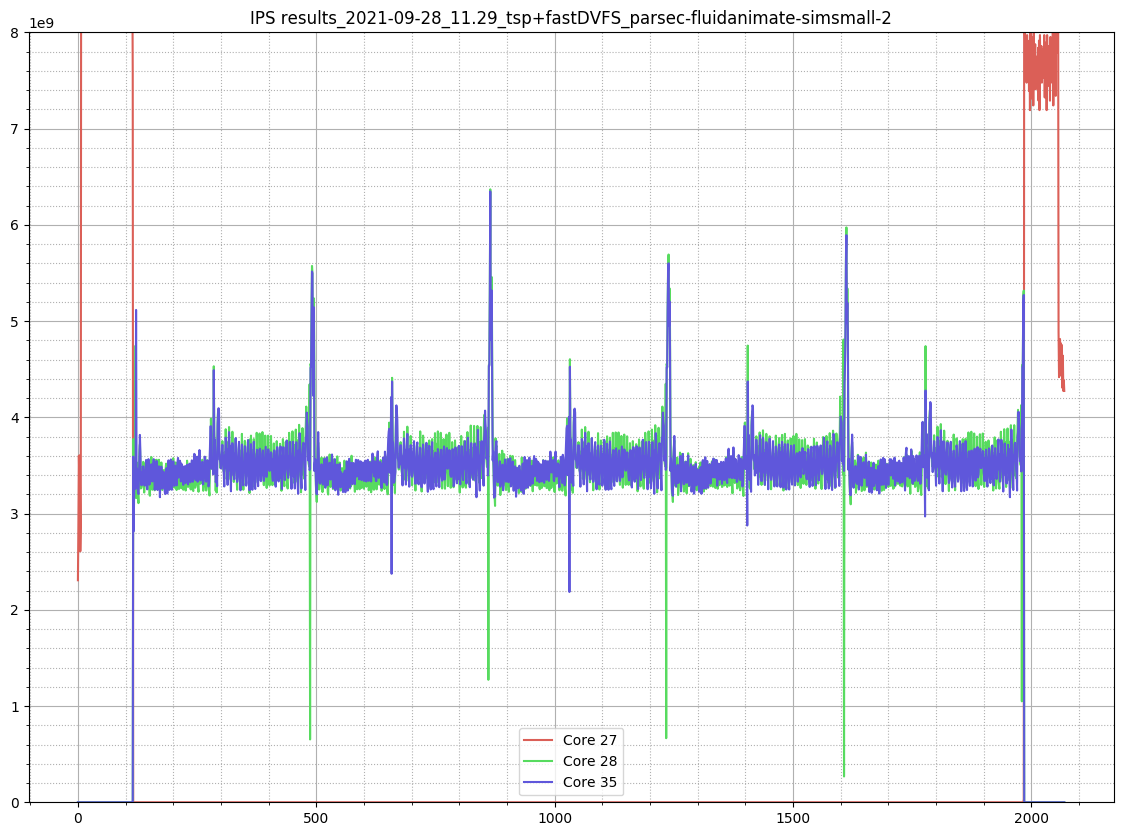 IPS results_2021-09-28_11.29_tsp+fastDVFS_parsec-fluidanimate-simsmall-2
1e9
8
7
6
5
4
3
2
1
0
Core 27
Core 28
Core 35
0 500 1000 1500 2000